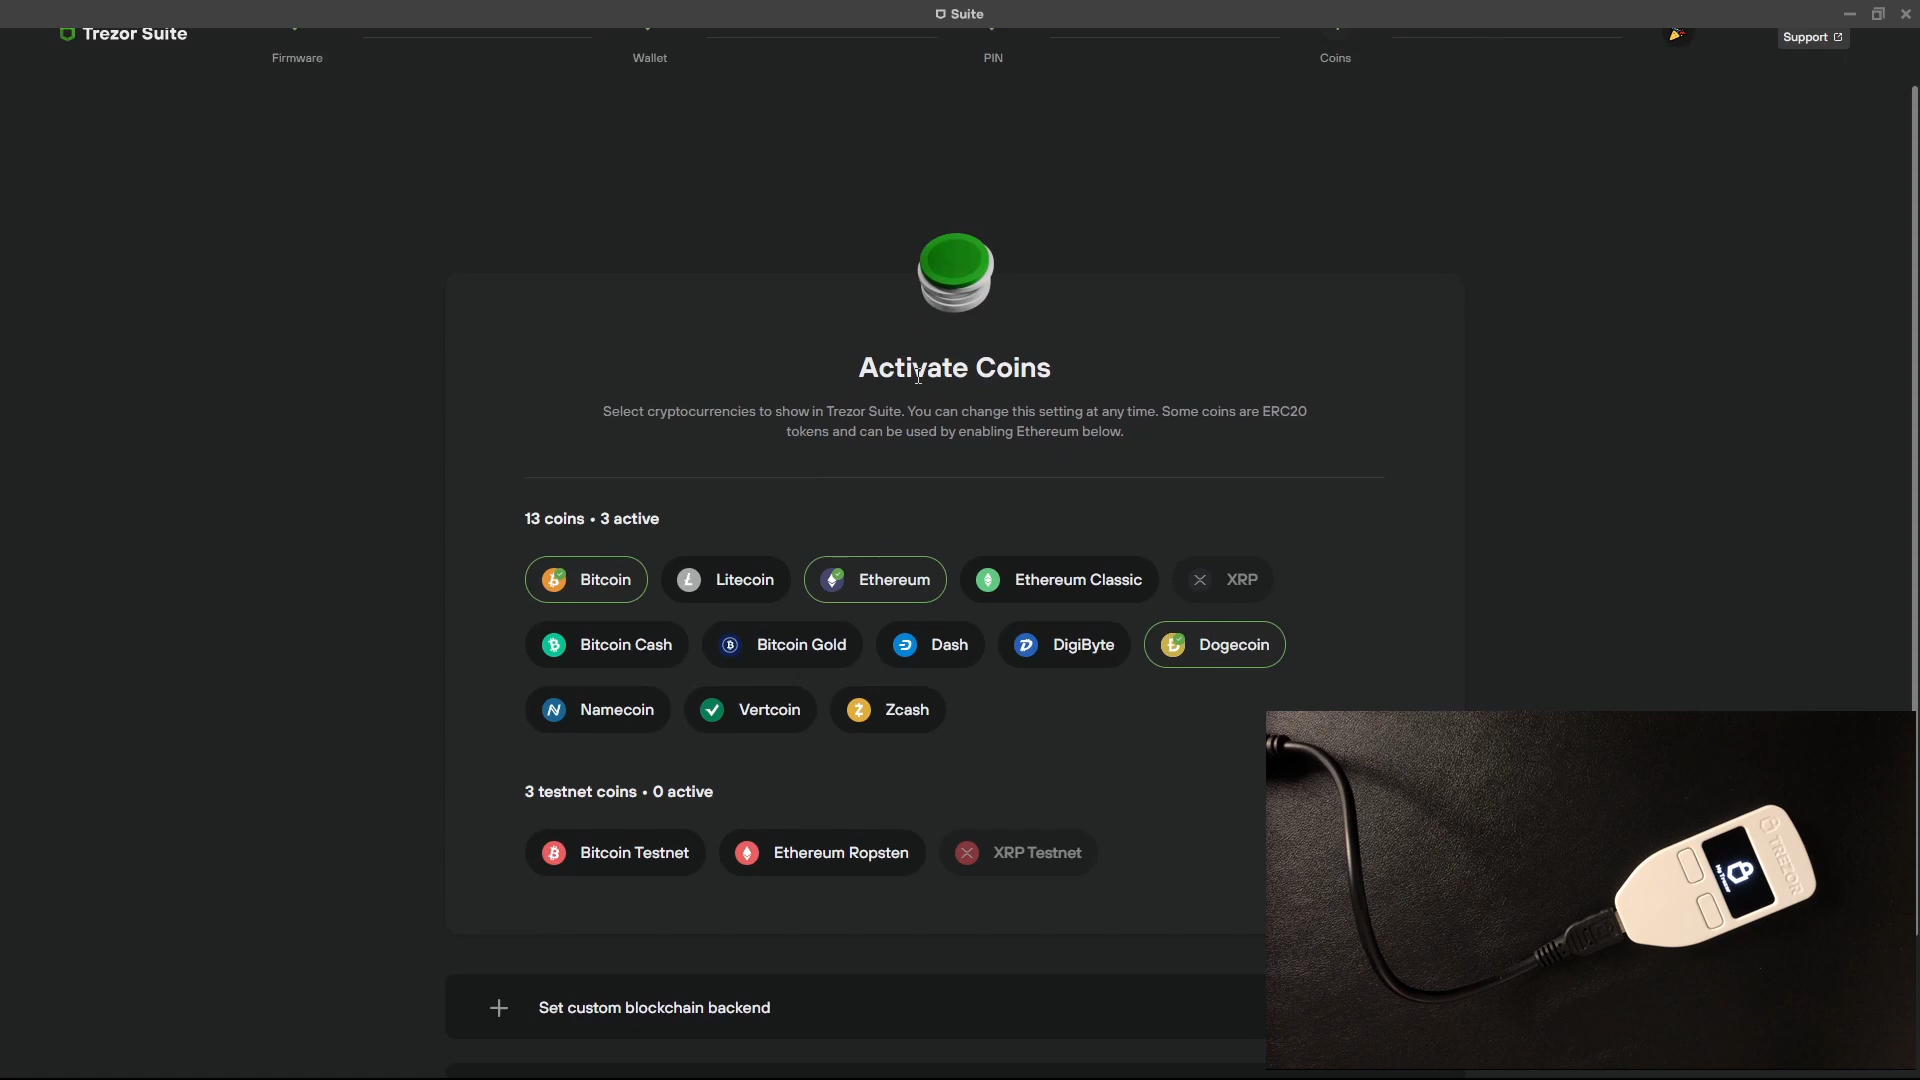 Suite
Trezor Suite
Support
Firmware
Wallet
PIN
Coins
Activate Coins
Select cryptocurrencies to show in Trezor Suite. You can change this setting at any time. Some coins are ERC20
tokens and can be used by enabling Ethereum below.
13 coins • 3 active
Bitcoin
Litecoin
Ethereum
Ethereum Classic
XRP
Bitcoin Cash
Bitcoin Gold
Dash
DigiByte
Dogecoin
Namecoin
Vertcoin
Zcash
3 testnet coins • 0 active
Bitcoin Testnet
Ethereum Ropsten
XRP Testnet
Set custom blockchain backend
TREZOR
My Trezor